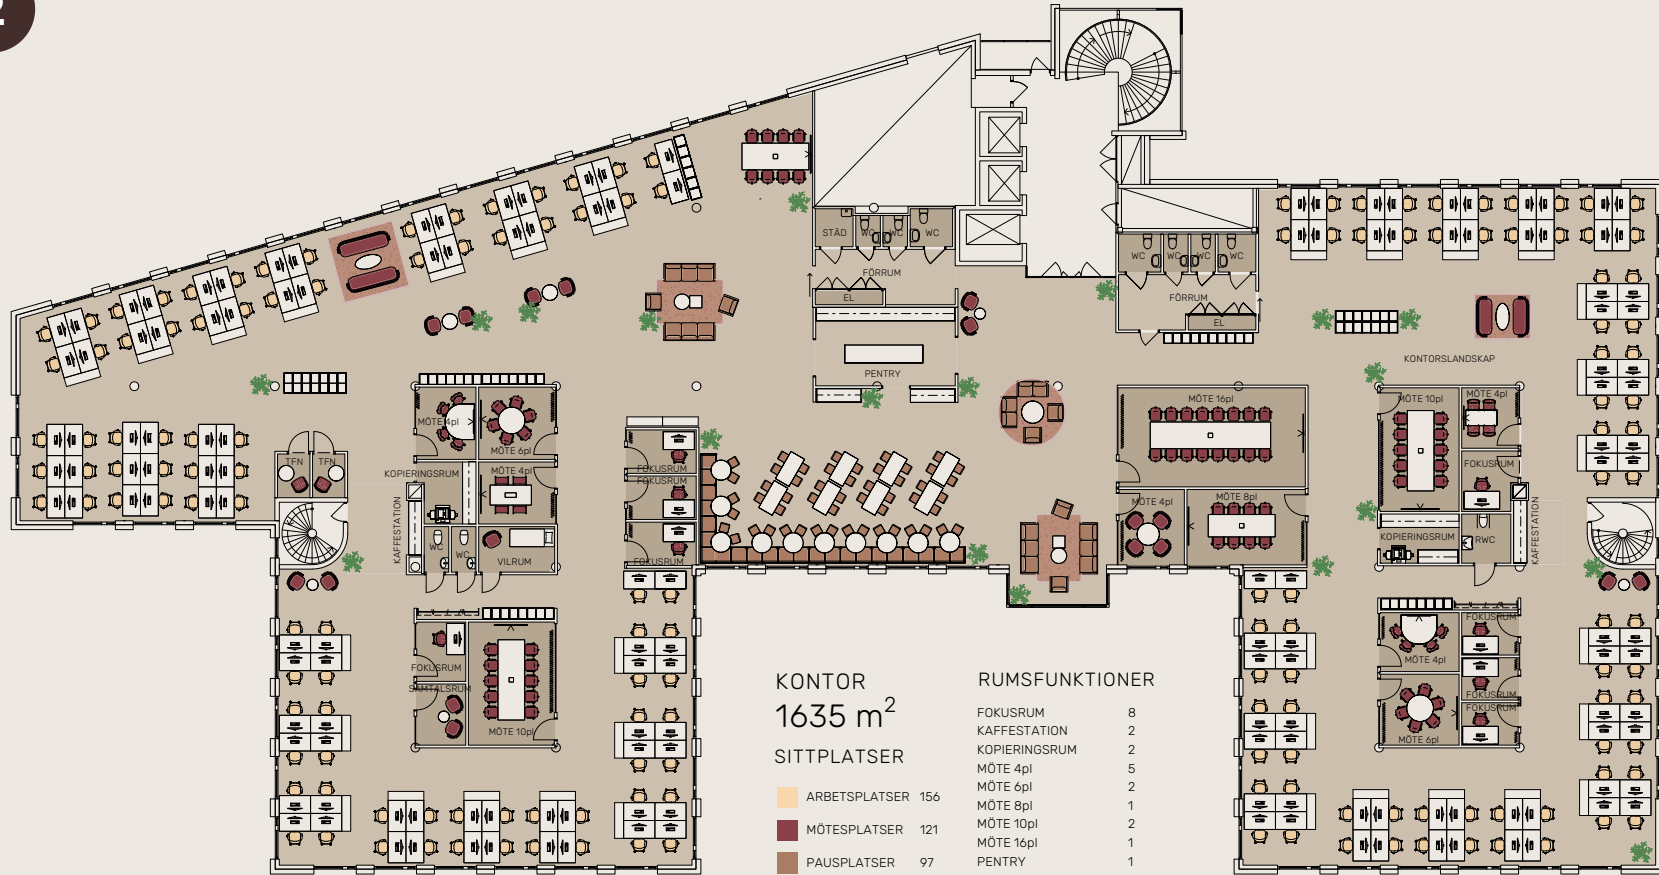 2
STÄD
WC
WC
WC
FÖRRUM
EL
PENTRY
WC
WC
WC
WC
FÖRRUM
EL
KONTORSLANDSKAP
MÖTE 4pl
MÖTE 6pl
KOPIERINGSRUM
MÖTE 4pl
TFN
TFN
KAFFESTATION
WC
WC
VILRUM
FOKUSRUM
FOKUSRUM
FOKUSRUM
MÖTE 16pl
MÖTE 4pl
MÖTE 8pl
MÖTE 10pl
MÖTE 4pl
FOKUSRUM
KOPIERINGSRUM
RWC
KAFFESTATION
FOKUSRUM
SAMTALSRUM
MÖTE 10pl
FOKUSRUM
MÖTE 4pl
FOKUSRUM
FOKUSRUM
MÖTE 6pl
KONTOR
1635 m²
SITTPLATSER
ARBETSPLATSER 156
MÖTESPLATSER 121
PAUSPLATSER 97
RUMSFUNKTIONER
FOKUSRUM 8
KAFFESTATION 2
KOPIERINGSRUM 2
MÖTE 4pl 5
MÖTE 6pl 2
MÖTE 8pl 1
MÖTE 10pl 2
MÖTE 16pl 1
PENTRY 1